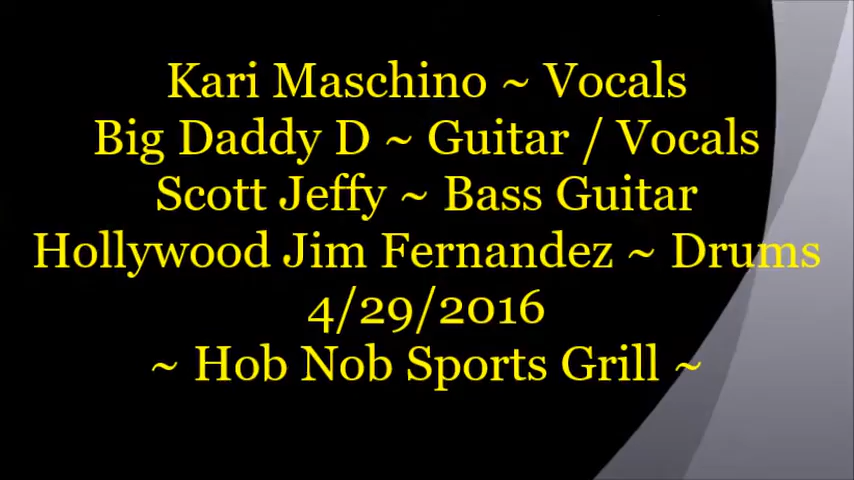 Kari Maschino ~ Vocals
Big Daddy D ~ Guitar / Vocals
Scott Jeffy ~ Bass Guitar
Hollywood Jim Fernandez ~ Drums
4/29/2016
~ Hob Nob Sports Grill ~